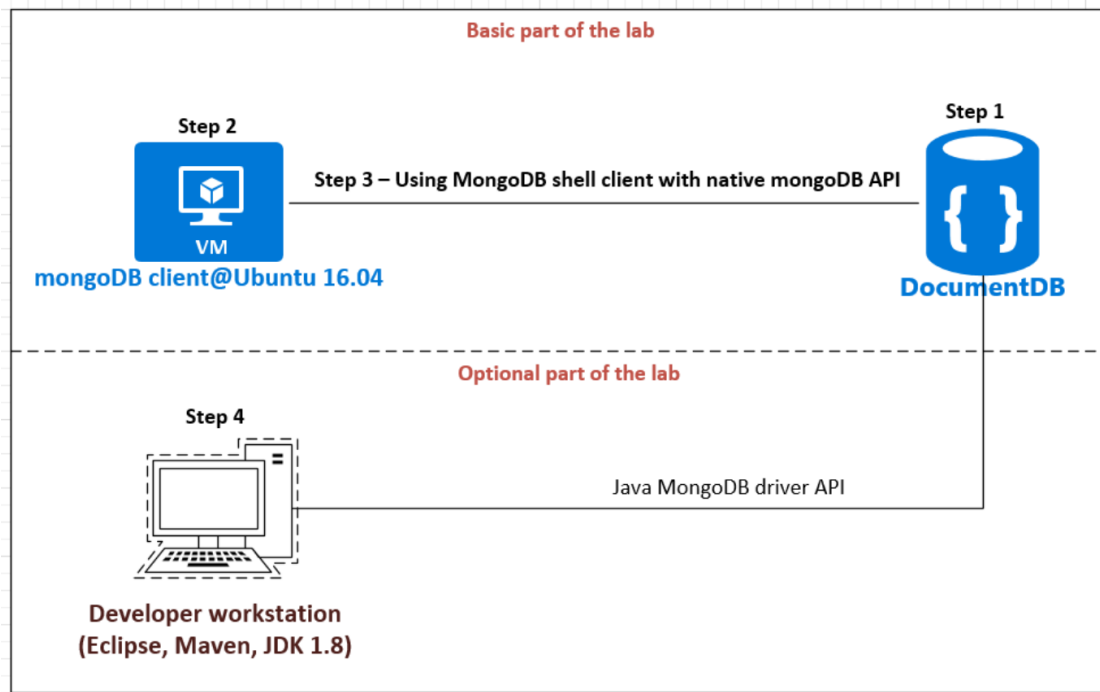 Basic part of the lab
Step 2
Step 1
Step 3 – Using MongoDB shell client with native mongoDB API
VM
mongoDB client@Ubuntu 16.04
{ }
DocumentDB
Optional part of the lab
Step 4
Java MongoDB driver API
Developer workstation
(Eclipse, Maven, JDK 1.8)